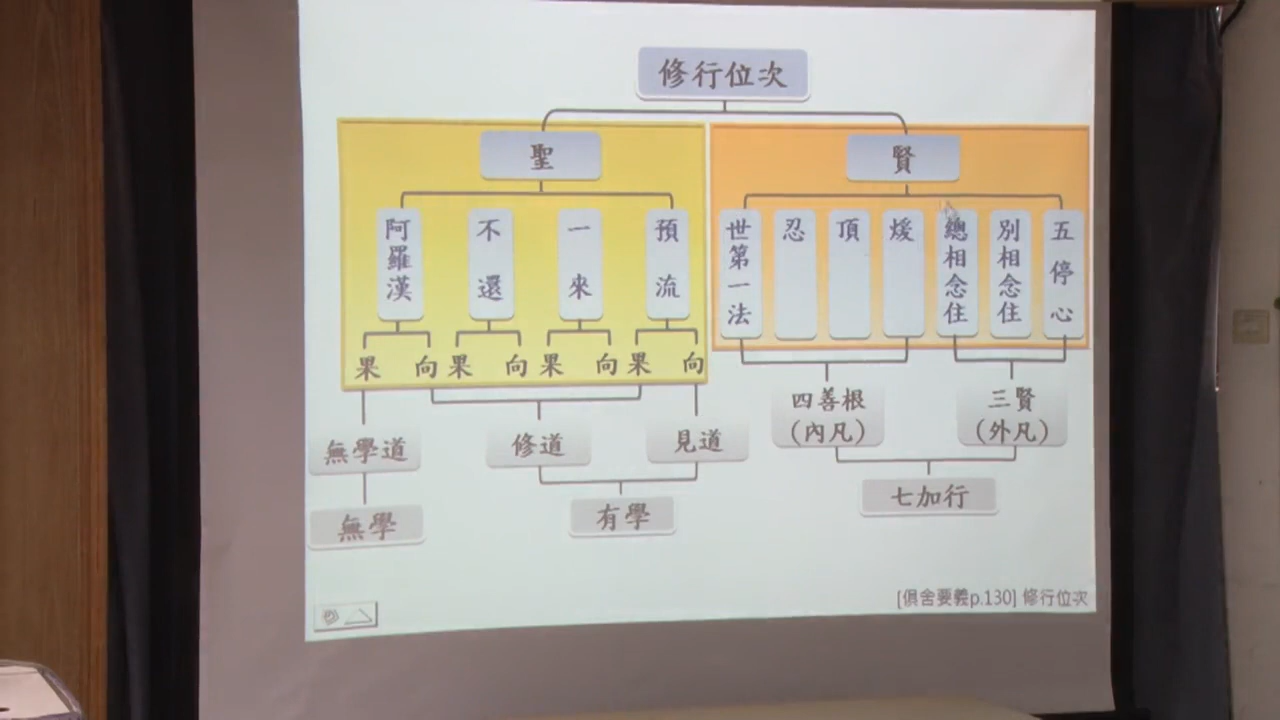 修行位次
聖
賢
阿羅漢
不還
一來
預流
世第一法
忍
頂
煖
總相念住
別相念住
五停心
果
向
果
向
果
向
果
向
四善根
(內凡)
三賢
(外凡)
無學道
修道
見道
七加行
無學
有學
[俱舍要義p.130] 修行位次